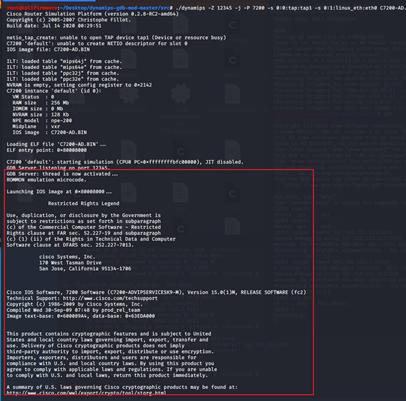 root@attifyrewrw:~/Desktop/dynamips-gdb-mod-master/src# ./dynamips -Z 12345 -j -P 7200 -s 0:0:tap:tap1 -s 0:1:linux_eth:eth0 C7200-AD.
Cisco Router Simulation Platform (version 0.2.8-RC2-amd64)
Copyright (c) 2005-2007 Christophe Fillot.
Build date: Jul 14 2020 00:29:51
netio_tap_create: unable to open TAP device tap1 (Device or resource busy)
C7200 'default': unable to create NETIO descriptor for slot 0
IOS image file: C7200-AD.BIN
ILT: loaded table "mips64j" from cache.
ILT: loaded table "mips64e" from cache.
ILT: loaded table "ppc32j" from cache.
ILT: loaded table "ppc32e" from cache.
NVRAM is empty, setting config register to 0x2142
C7200 instance 'default' (id 0):
VM Status : 0
RAM size : 256 Mb
IOMEM size : 0 Mb
NVRAM size : 128 Kb
NPE model : npe-200
Midplane : vxr
IOS image : C7200-AD.BIN
Loading ELF file 'C7200-AD.BIN'...
ELF entry point: 0x80008000
C7200 'default': starting simulation (CPU0 PC=0xffffffffbfc00000), JIT disabled.
GDB Server listening on port 12345.
GDB Server: thread is now activated...
ROMMON emulation microcode.
Launching IOS image at 0x80008000...
Restricted Rights Legend
Use, duplication, or disclosure by the Government is
subject to restrictions as set forth in subparagraph
(c) of the Commercial Computer Software - Restricted
Rights clause at FAR sec. 52.227-19 and subparagraph
(c) (1) (ii) of the Rights in Technical Data and Computer
Software clause at DFARS sec. 252.227-7013.
cisco Systems, Inc.
170 West Tasman Drive
San Jose, California 95134-1706
Cisco IOS Software, 7200 Software (C7200-ADVIPSERVICESK9-M), Version 15.0(1)M, RELEASE SOFTWARE (fc2)
Technical Support: http://www.cisco.com/techsupport
Copyright (c) 1986-2009 by Cisco Systems, Inc.
Compiled Wed 30-Sep-09 07:48 by prod_rel_team
Image text-base: 0x600009A4, data-base: 0x63EDA000
This product contains cryptographic features and is subject to United
States and local country laws governing import, export, transfer and
use. Delivery of Cisco cryptographic products does not imply
third-party authority to import, export, distribute or use encryption.
Importers, exporters, distributors and users are responsible for
compliance with U.S. and local country laws. By using this product you
agree to comply with applicable laws and regulations. If you are unable
to comply with U.S. and local laws, return this product immediately.
A summary of U.S. laws governing Cisco cryptographic products may be found at:
http://www.cisco.com/wwl/export/crypto/tool/stqrg.html